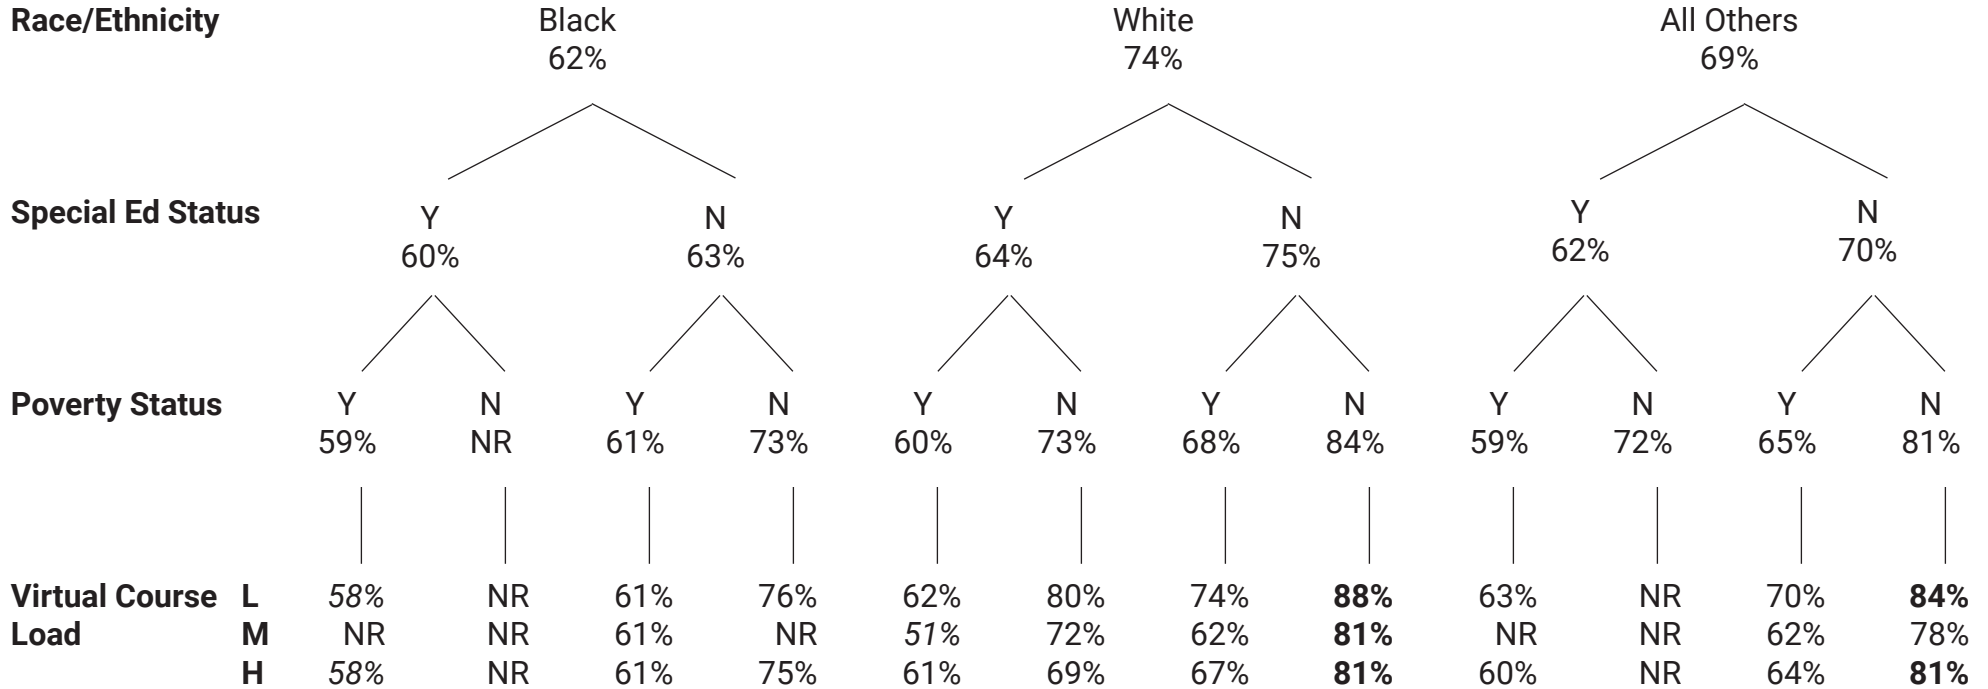 Race/Ethnicity Black White All Others
62% 74% 69%
Special Ed Status Y N Y N Y N
60% 63% 64% 75% 62% 70%
Poverty Status Y N Y N Y N Y N Y N Y N
59% NR 61% 73% 60% 73% 68% 84% 59% 72% 65% 81%
Virtual Course L 58% NR 61% 76% 62% 80% 74% 88% 63% NR 70% 84%
Load M NR NR 61% NR 51% 72% 62% 81% NR NR 62% 78%
H 58% NR 61% 75% 61% 69% 67% 81% 60% NR 64% 81%